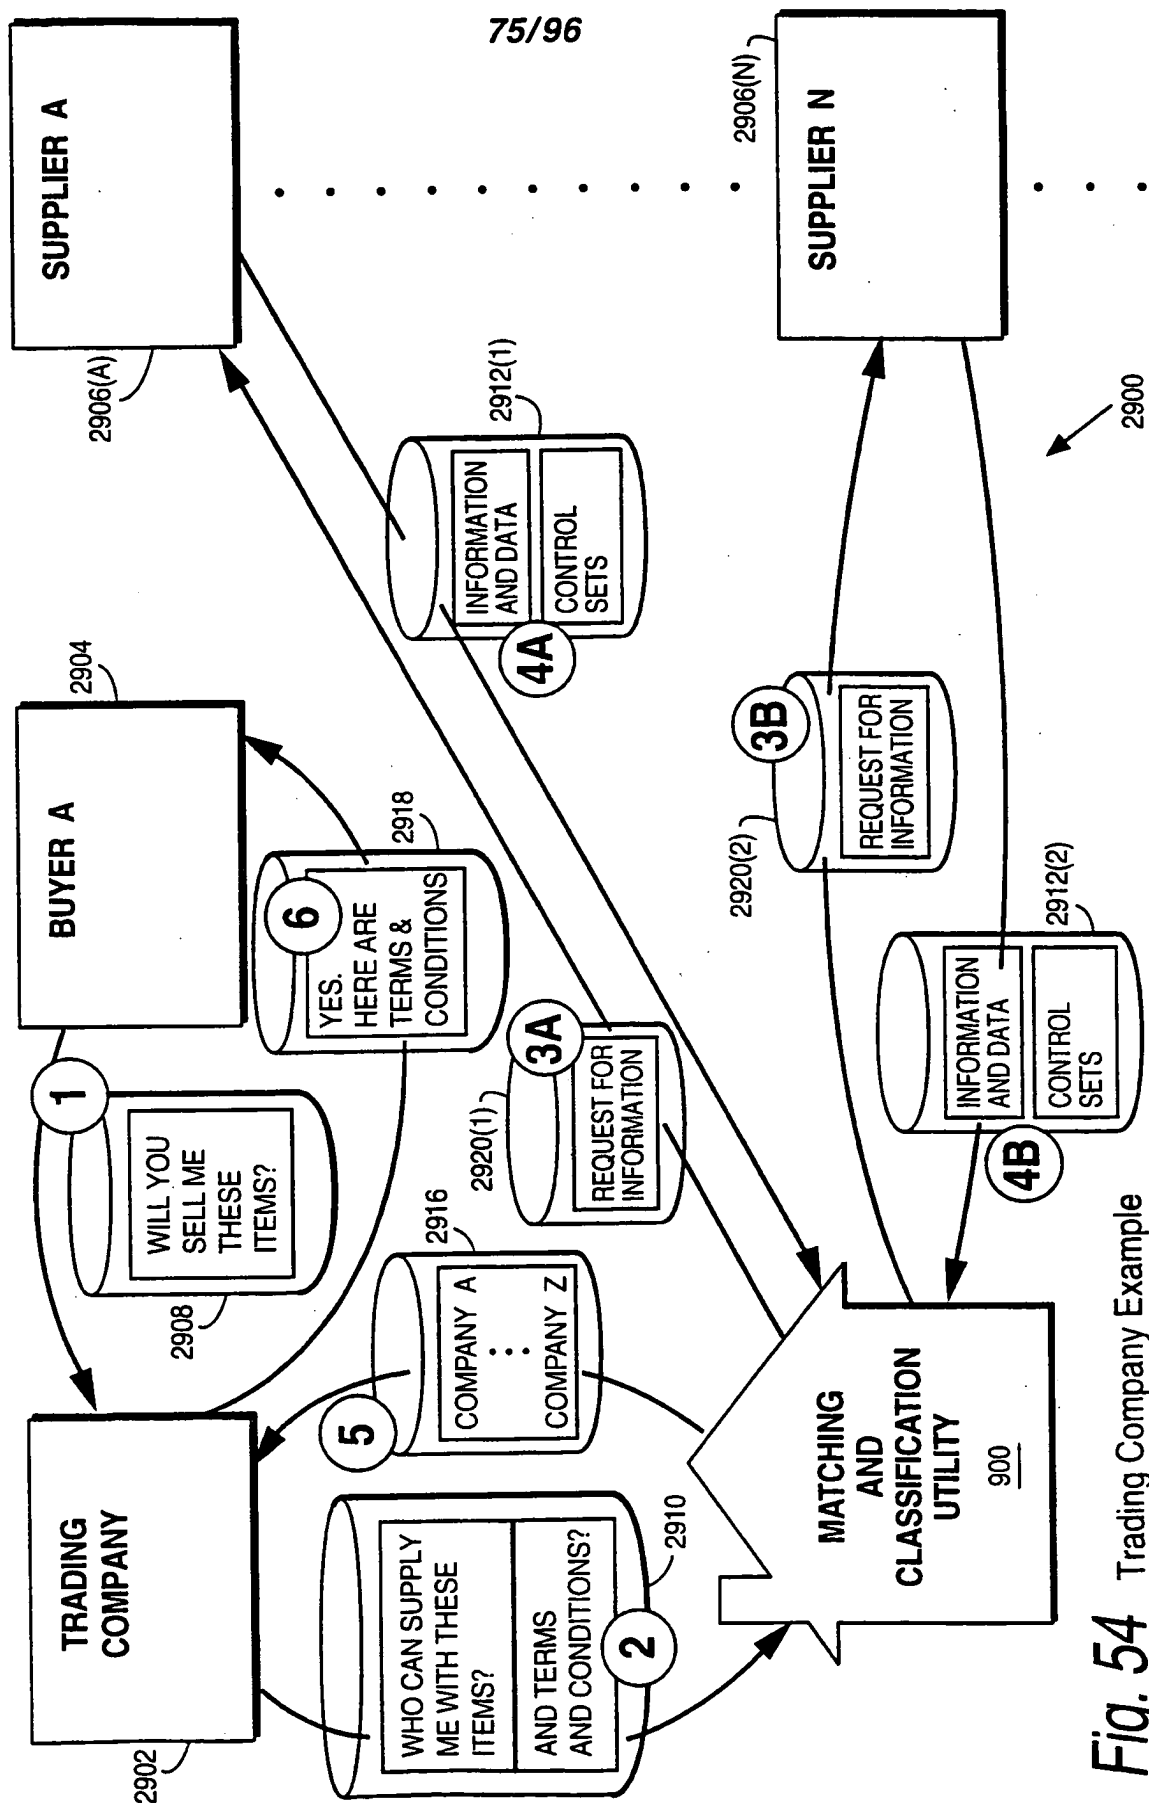 75/96
TRADING
COMPANY
2902
BUYER A
2904
SUPPLIER A
2906(A)
1
WILL YOU
SELL ME
THESE
ITEMS?
2908
6
YES.
HERE ARE
TERMS &
CONDITIONS
2918
WHO CAN SUPPLY
ME WITH THESE
ITEMS?
AND TERMS
AND CONDITIONS?
2
2910
5
COMPANY A
COMPANY Z
2916
3A
REQUEST FOR
INFORMATION
2920(1)
4A
INFORMATION
AND DATA
CONTROL
SETS
2912(1)
MATCHING
AND
CLASSIFICATION
UTILITY
900
3B
REQUEST FOR
INFORMATION
2920(2)
4B
INFORMATION
AND DATA
CONTROL
SETS
2912(2)
SUPPLIER N
2906(N)
2900
Fig. 54 Trading Company Example